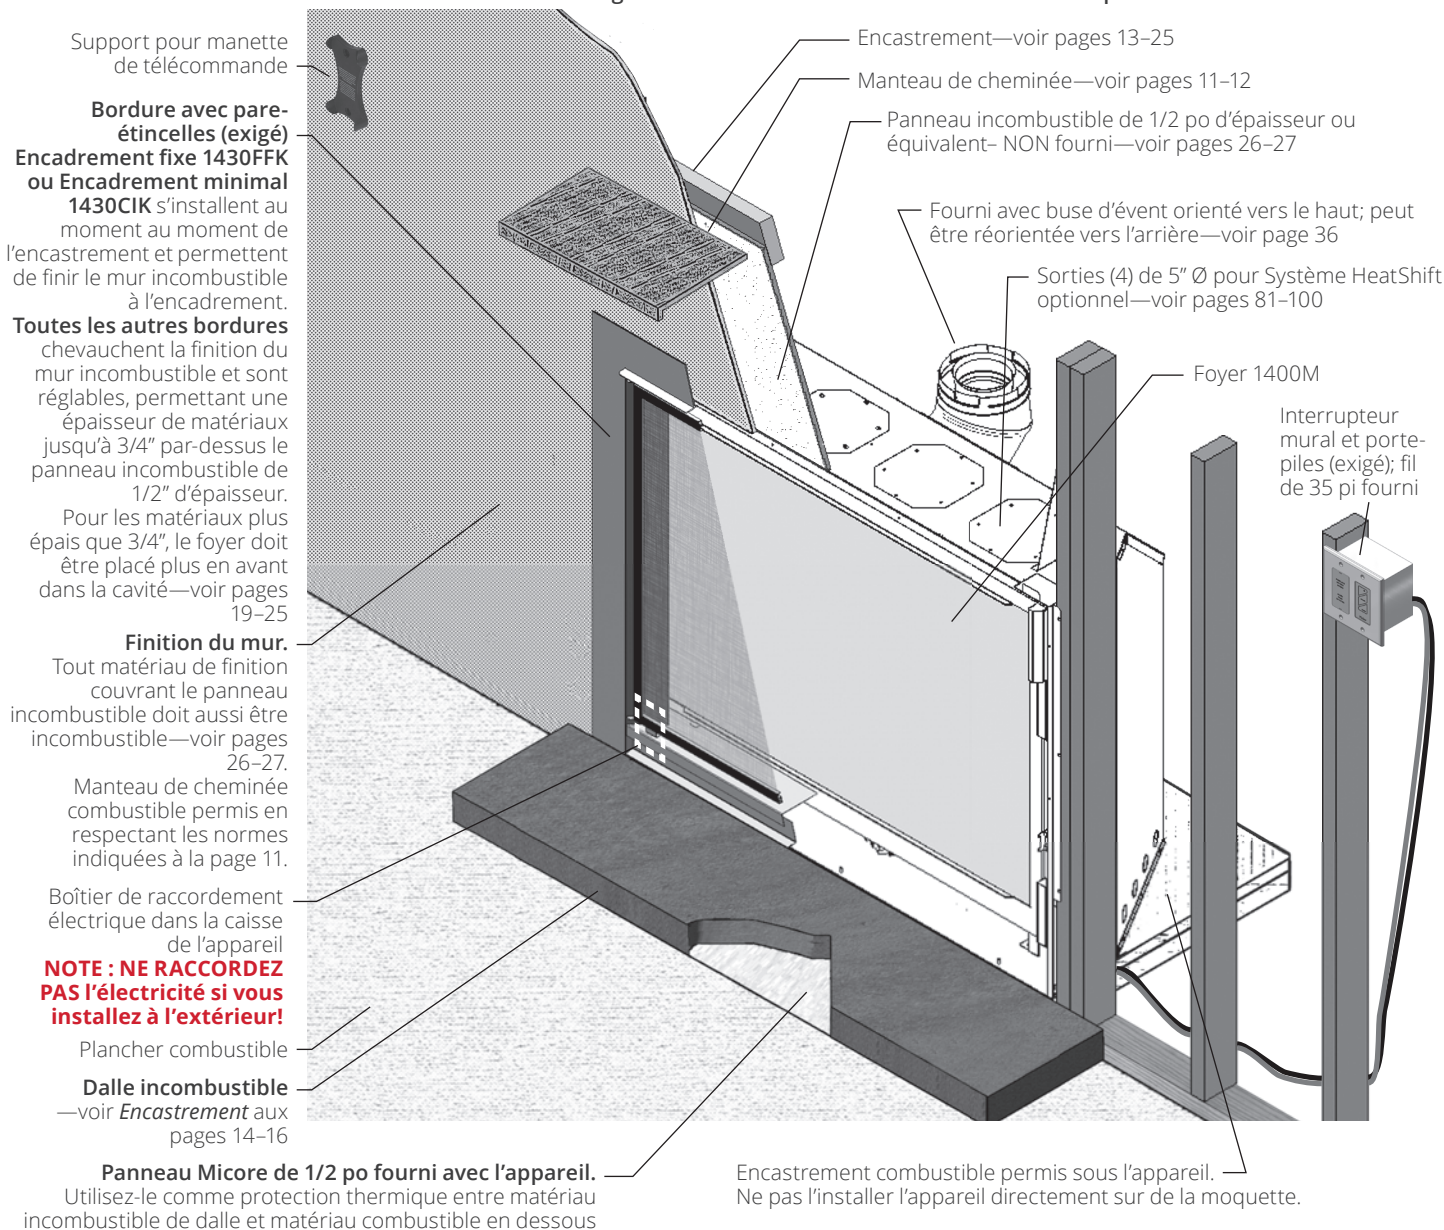 Support pour manette
de télécommande
Bordure avec pare-
étincelles (exigé)
Encadrement fixe 1430FFK
ou Encadrement minimal
1430CIK s’installent au
moment au moment de
l’encastrement et permettent
de finir le mur incombustible
à l’encadrement.
Toutes les autres bordures
chevauchent la finition du
mur incombustible et sont
réglables, permettant une
épaisseur de matériaux
jusqu’à 3/4” par-dessus le
panneau incombustible de
1/2” d’épaisseur.
Pour les matériaux plus
épais que 3/4”, le foyer doit
être placé plus en avant
dans la cavité—voir pages
19–25
Finition du mur.
Tout matériau de finition
couvrant le panneau
incombustible doit aussi être
incombustible—voir pages
26–27.
Manteau de cheminée
combustible permis en
respectant les normes
indiquées à la page 11.
Boîtier de raccordement
électrique dans la caisse
de l’appareil
NOTE : NE RACCORDEZ
PAS l’électricité si vous
installez à l’extérieur!
Plancher combustible
Dalle incombustible
—voir Encastrement aux
pages 14–16
Panneau Micore de 1/2 po fourni avec l’appareil.
Utilisez-le comme protection thermique entre matériau
incombustible de dalle et matériau combustible en dessous
Encastrement—voir pages 13–25
Manteau de cheminée—voir pages 11–12
Panneau incombustible de 1/2 po d’épaisseur ou
équivalent– NON fourni—voir pages 26–27
Fourni avec buse d’évent orienté vers le haut; peut
être réorientée vers l’arrière—voir page 36
Sorties (4) de 5” Ø pour Système HeatShift
optionnel—voir pages 81–100
Foyer 1400M
Interrupteur
mural et porte-
piles (exigé); fil
de 35 pi fourni
Encastrement combustible permis sous l’appareil.
Ne pas l’installer l’appareil directement sur de la moquette.